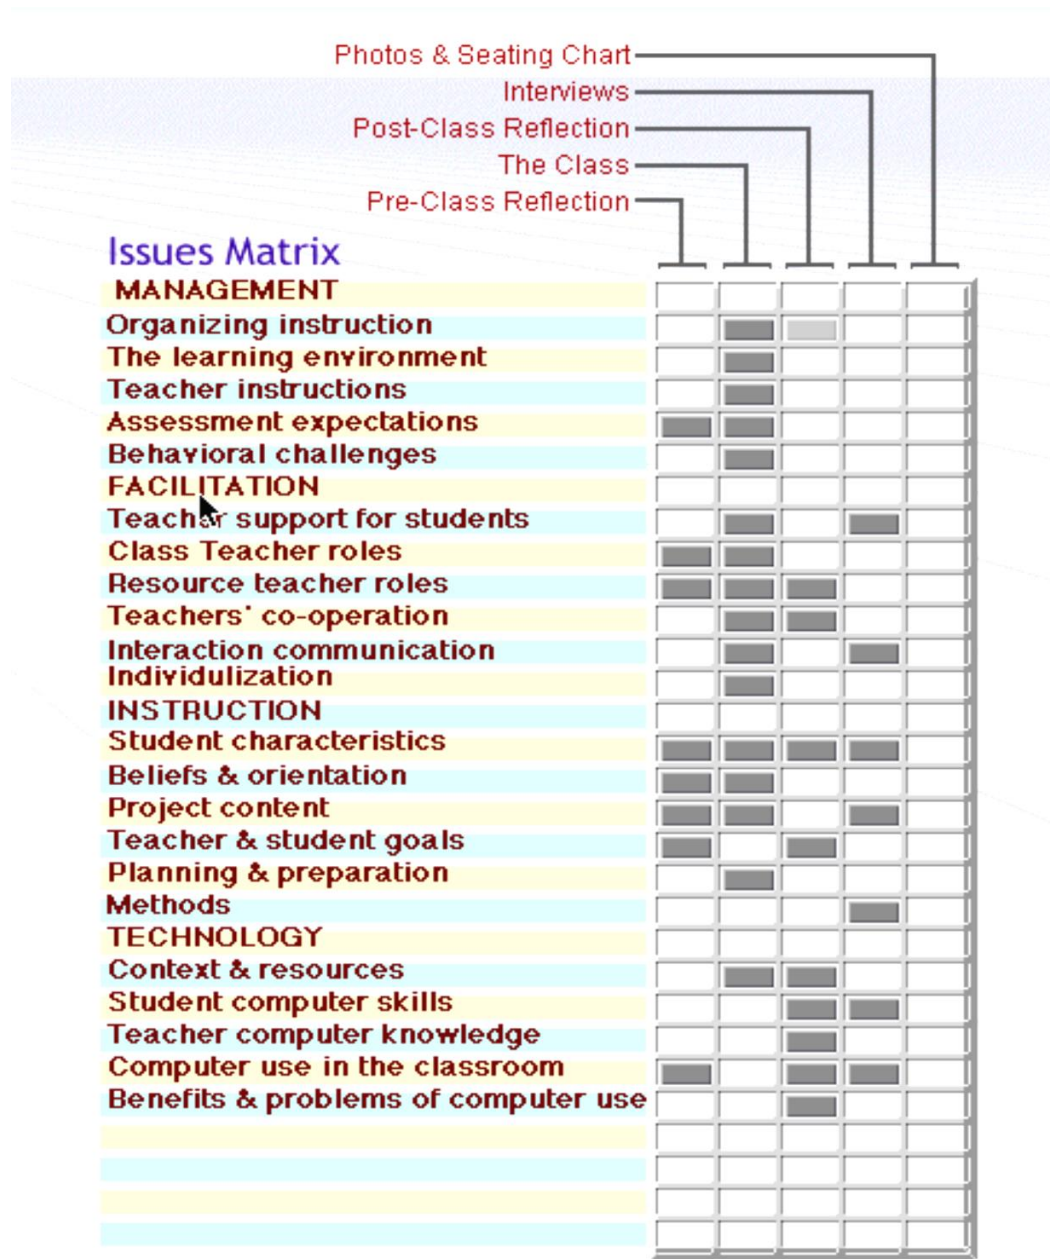 Photos & Seating Chart
Interviews
Post-Class Reflection
The Class
Pre-Class Reflection
Issues Matrix
MANAGEMENT
Organizing instruction
The learning environment
Teacher instructions
Assessment expectations
Behavioral challenges
FACILITATION
Teacher support for students
Class Teacher roles
Resource teacher roles
Teachers' co-operation
Interaction communication
Individulization
INSTRUCTION
Student characteristics
Beliefs & orientation
Project content
Teacher & student goals
Planning & preparation
Methods
TECHNOLOGY
Context & resources
Student computer skills
Teacher computer knowledge
Computer use in the classroom
Benefits & problems of computer use